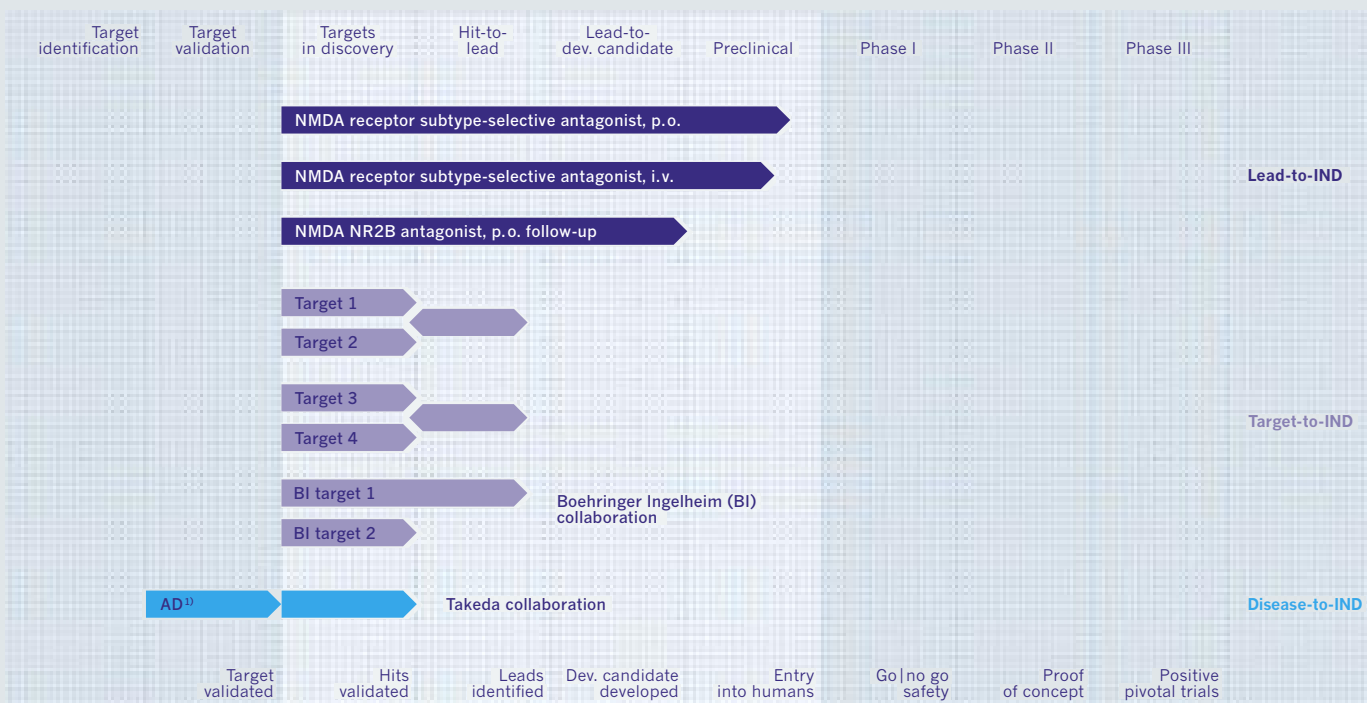 Target
identification
Target
validation
Targets
in discovery
Hit-to-
lead
Lead-to-
dev. candidate
Preclinical
Phase I
Phase II
Phase III
NMDA receptor subtype-selective antagonist, p.o.
NMDA receptor subtype-selective antagonist, i.v.
Lead-to-IND
NMDA NR2B antagonist, p.o. follow-up
Target 1
Target 2
Target 3
Target-to-IND
Target 4
BI target 1
Boehringer Ingelheim (BI)
collaboration
BI target 2
AD 1)
Takeda collaboration
Disease-to-IND
Target
validated
Hits
validated
Leads
identified
Dev. candidate
developed
Entry
into humans
Go|no go
safety
Proof
of concept
Positive
pivotal trials